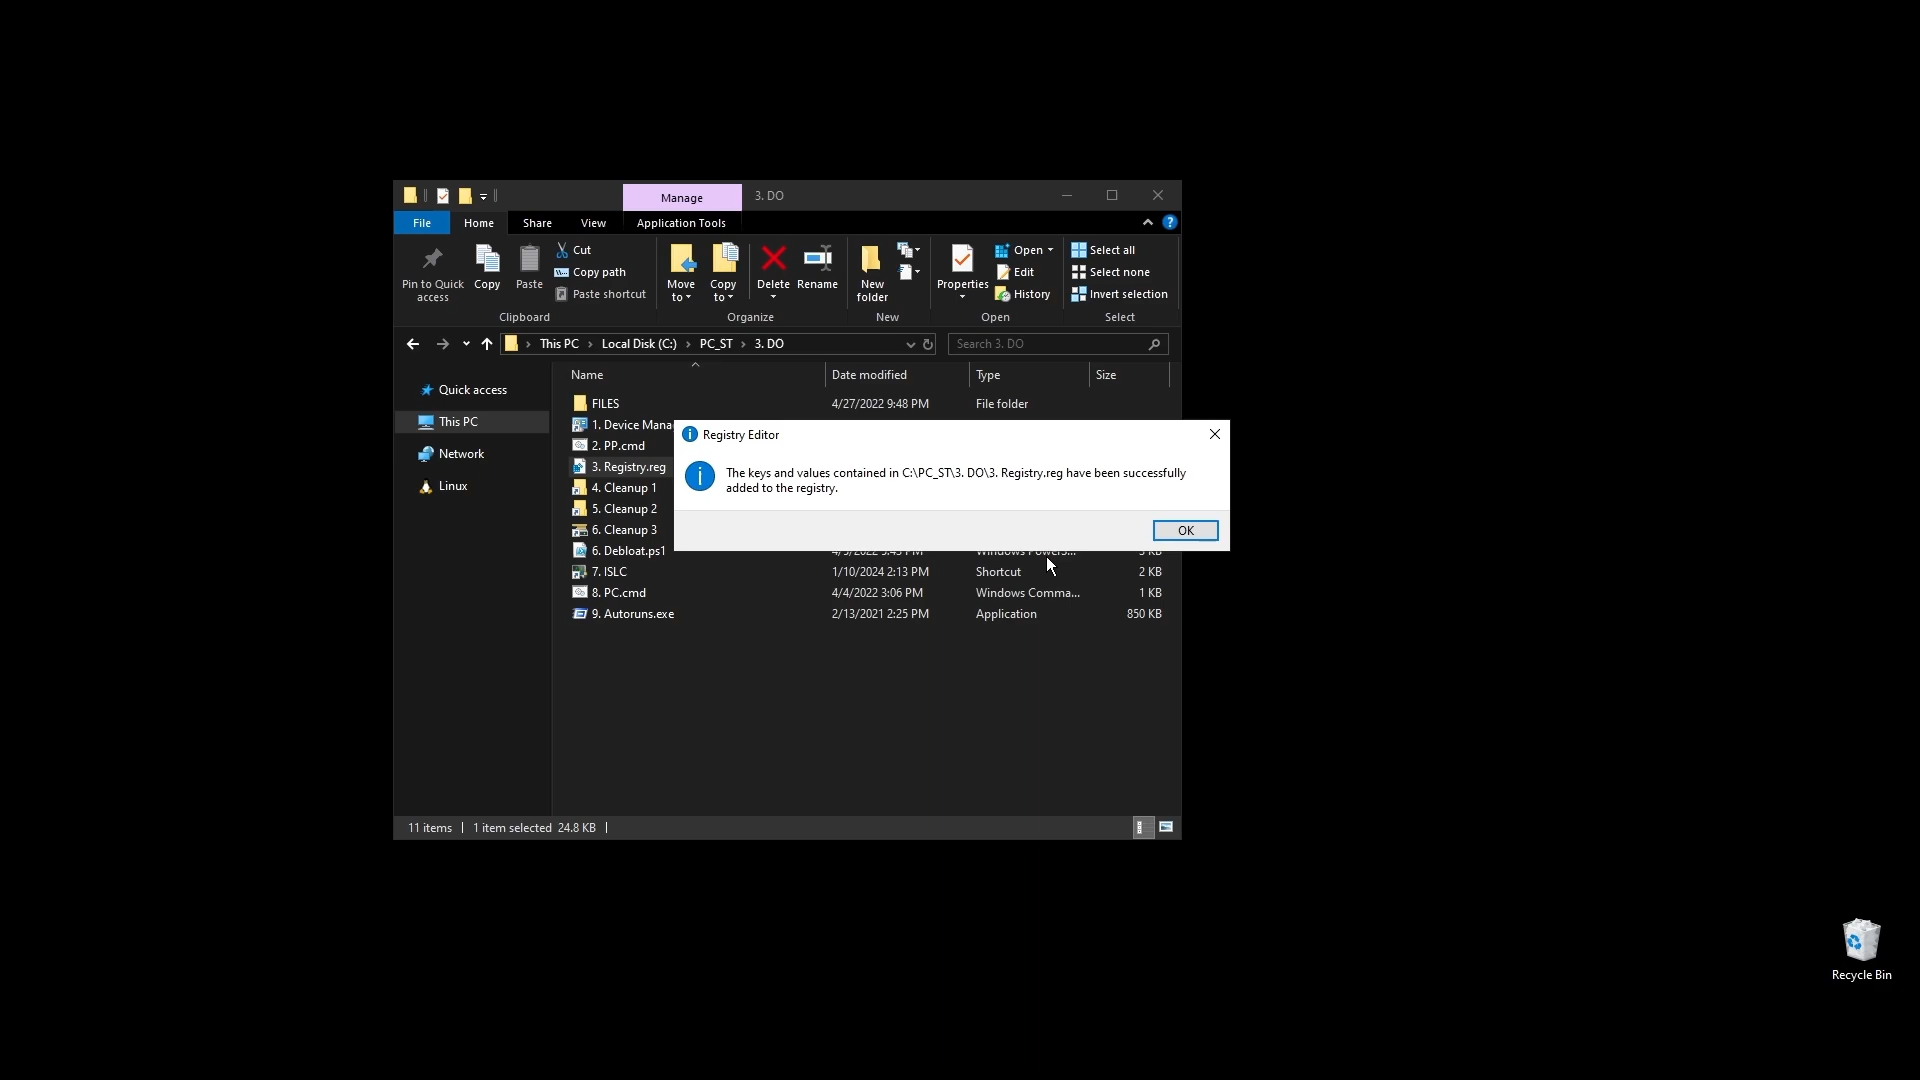 Manage
3. DO
File
Home
Share
View
Application Tools
Pin to Quick
access
Copy
Paste
Cut
Copy path
Paste shortcut
Clipboard
Move
to
Copy
to
Delete
Rename
Organize
New
folder
New
Properties
Open
Edit
History
Open
Select all
Select none
Invert selection
Select
This PC
Local Disk (C:)
PC_ST
3. DO
Search 3. DO
Name
Date modified
Type
Size
Quick access
This PC
Network
Linux
FILES 4/27/2022 9:48 PM File folder
1. Device Mana
2. PP.cmd
3. Registry.reg
4. Cleanup 1
5. Cleanup 2
6. Cleanup 3
6. Debloat.ps1
7. ISLC 1/10/2024 2:13 PM Shortcut 2 KB
8. PC.cmd 4/4/2022 3:06 PM Windows Comma... 1 KB
9. Autoruns.exe 2/13/2021 2:25 PM Application 850 KB
Registry Editor
The keys and values contained in C:\PC_ST\3. DO\3. Registry.reg have been successfully
added to the registry.
OK
11 items
1 item selected 24.8 KB
Recycle Bin